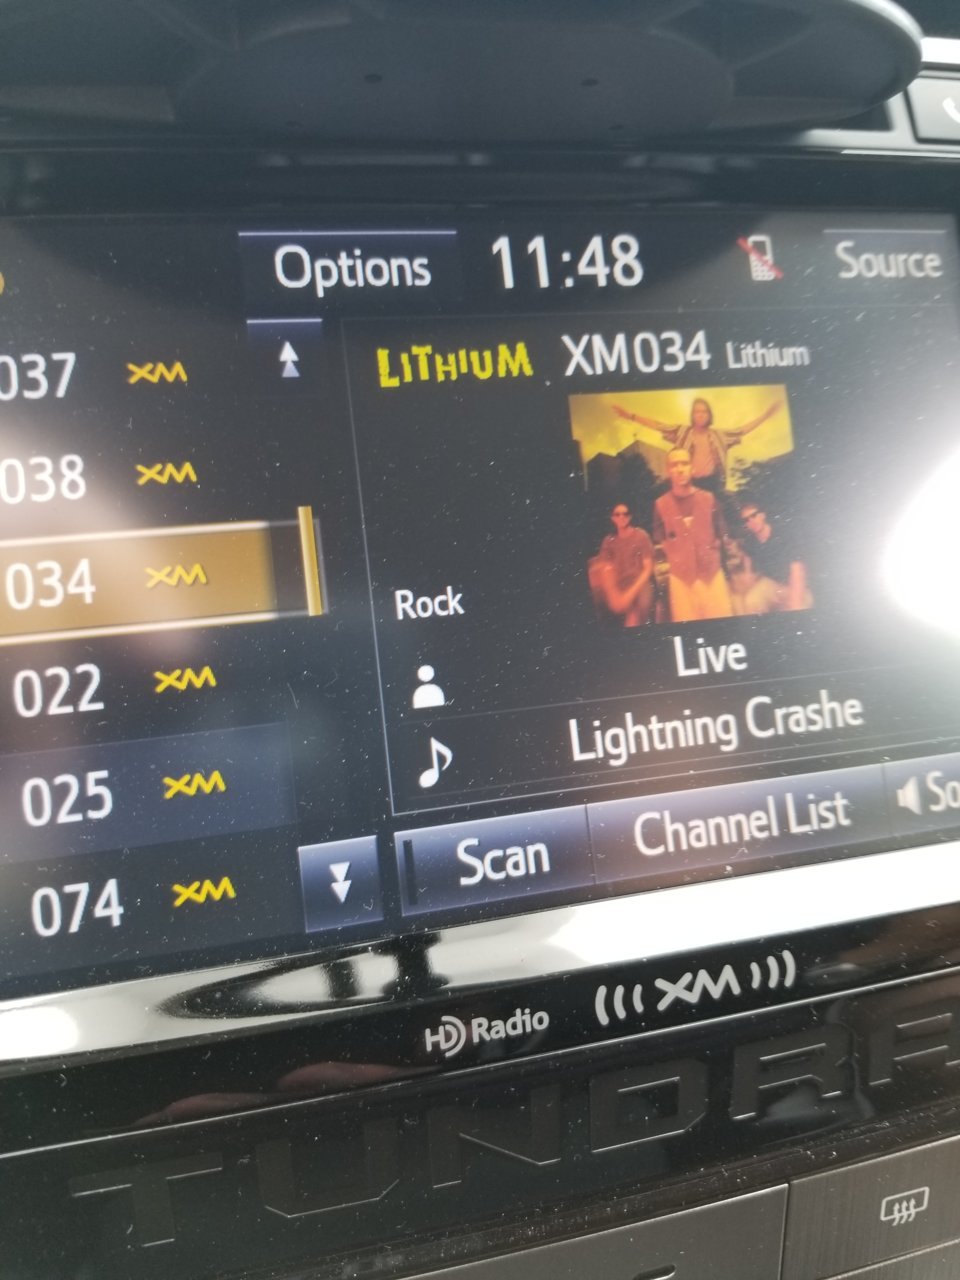 Options 11:48 Source
037 XM
038 XM
034 XM
022 XM
025 XM
074 XM
LITHIUM XM034 Lithium
Rock
Live
Lightning Crashe
Scan Channel List So
HD Radio ((( XM )))
TUNDRA